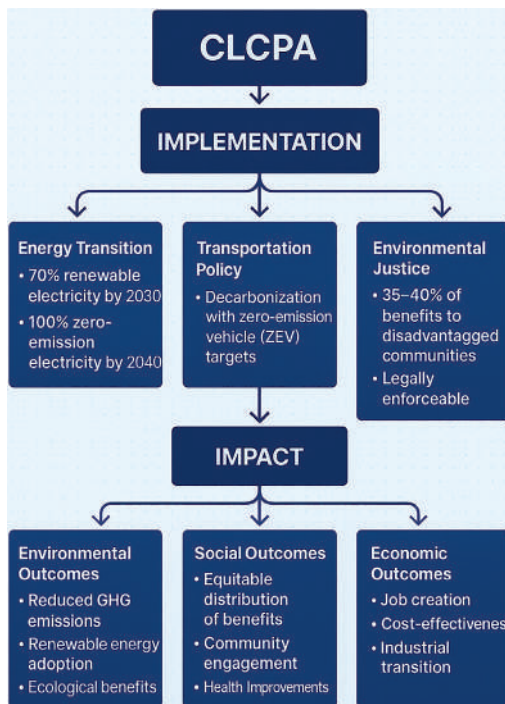 CLCPA
IMPLEMENTATION
Energy Transition
• 70% renewable
electricity by 2030
• 100% zero-
emission
electricity by 2040
Transportation
Policy
• Decarbonization
with zero-emission
vehicle (ZEV)
targets
Environmental
Justice
• 35–40% of
benefits to
disadvantagged
communities
• Legally
enforceable
IMPACT
Environmental
Outcomes
• Reduced GHG
emissions
• Renewable energy
adoption
• Ecological benefits
Social Outcomes
• Equitable
distribution
of benefits
• Community
engagement
• Health Improvements
Economic
Outcomes
• Job creation
• Cost-effectivenes
• Industrial
transition